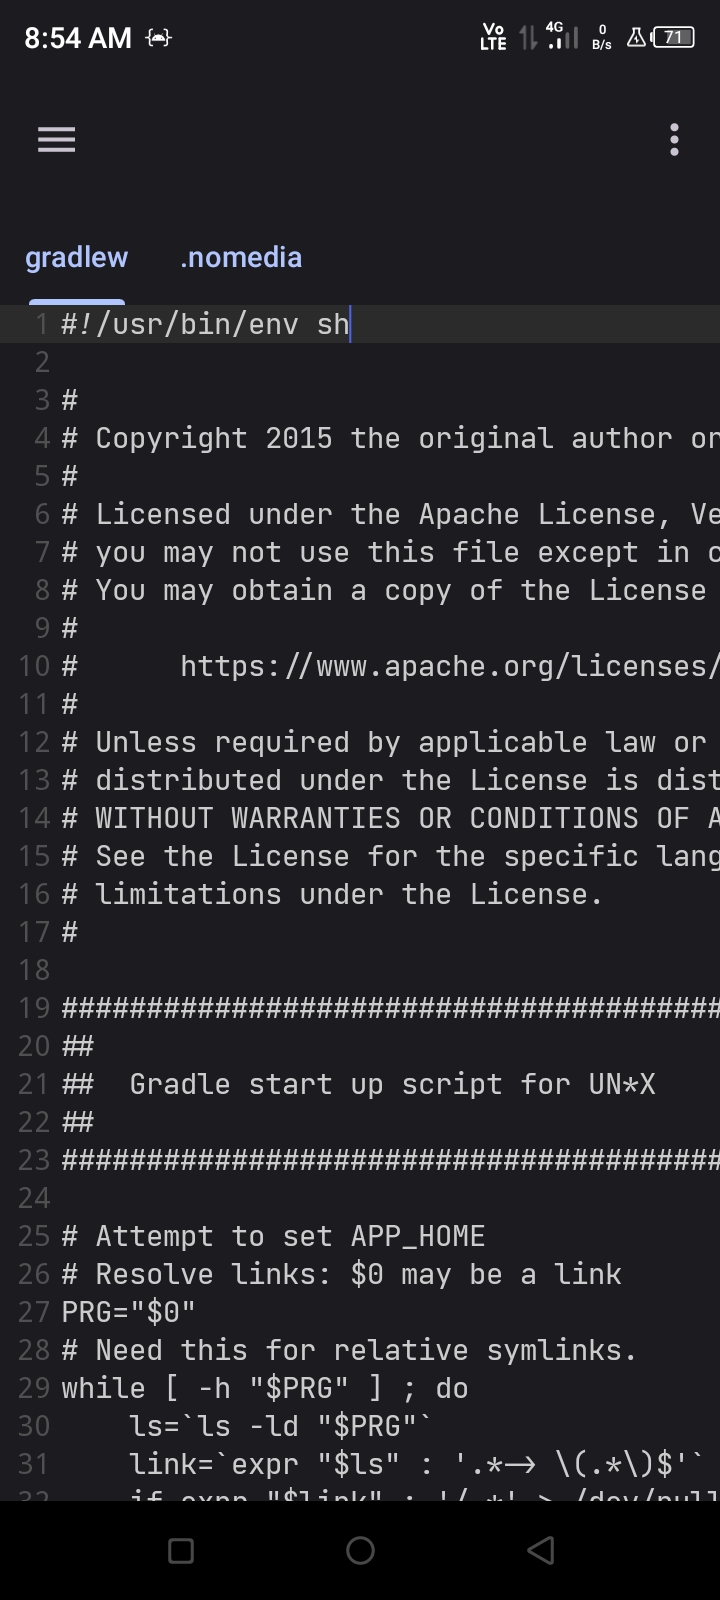 8:54 AM Vo LTE 4G 0 B/s 71
gradlew .nomedia
1 #!/usr/bin/env sh
2
3 #
4 # Copyright 2015 the original author or
5 #
6 # Licensed under the Apache License, Ve
7 # you may not use this file except in c
8 # You may obtain a copy of the License
9 #
10 #      https://www.apache.org/licenses/
11 #
12 # Unless required by applicable law or
13 # distributed under the License is dist
14 # WITHOUT WARRANTIES OR CONDITIONS OF A
15 # See the License for the specific lang
16 # limitations under the License.
17 #
18
19 #######################################
20 ##
21 ##  Gradle start up script for UN*X
22 ##
23 #######################################
24
25 # Attempt to set APP_HOME
26 # Resolve links: $0 may be a link
27 PRG="$0"
28 # Need this for relative symlinks.
29 while [ -h "$PRG" ] ; do
30     ls=`ls -ld "$PRG"`
31     link=`expr "$ls" : '.*-> \(.*\)$'`
32     if expr "$link" : '/.*' > /dev/null